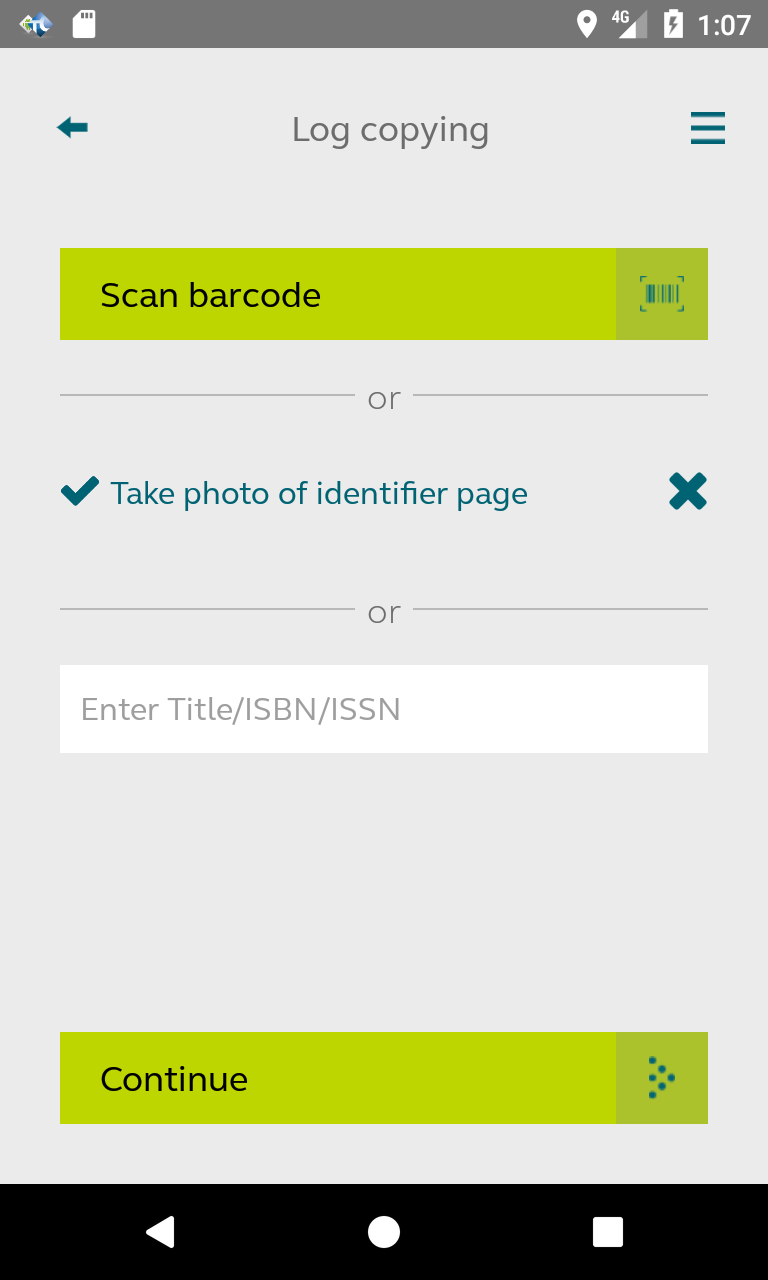 4G 1:07
Log copying
Scan barcode
or
Take photo of identifier page
or
Enter Title/ISBN/ISSN
Continue